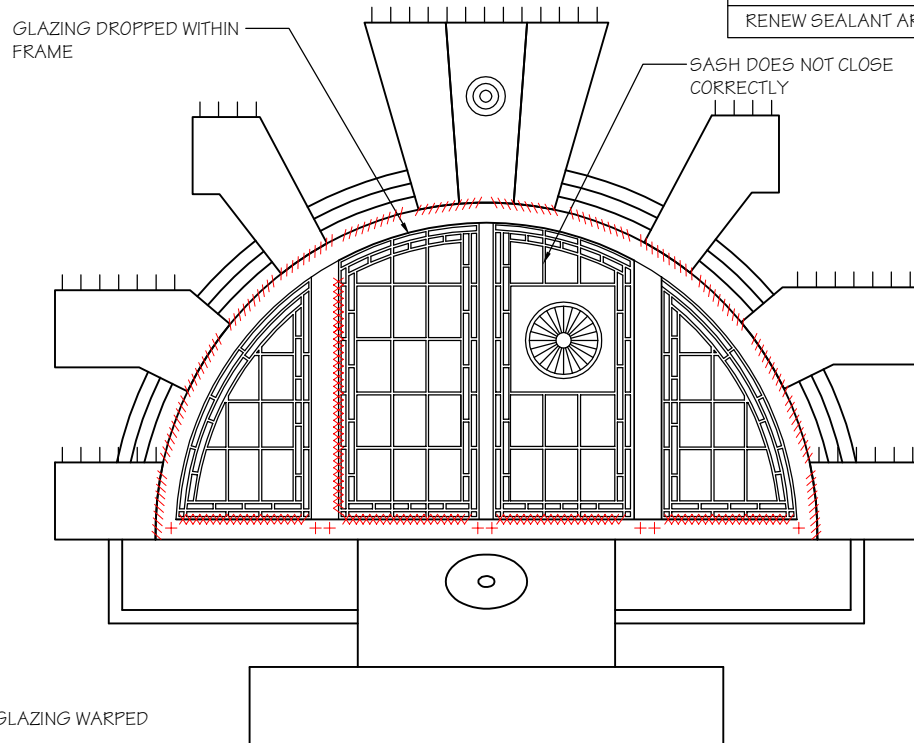 RENEW SEALANT AR
GLAZING DROPPED WITHIN
FRAME
SASH DOES NOT CLOSE
CORRECTLY
GLAZING WARPED